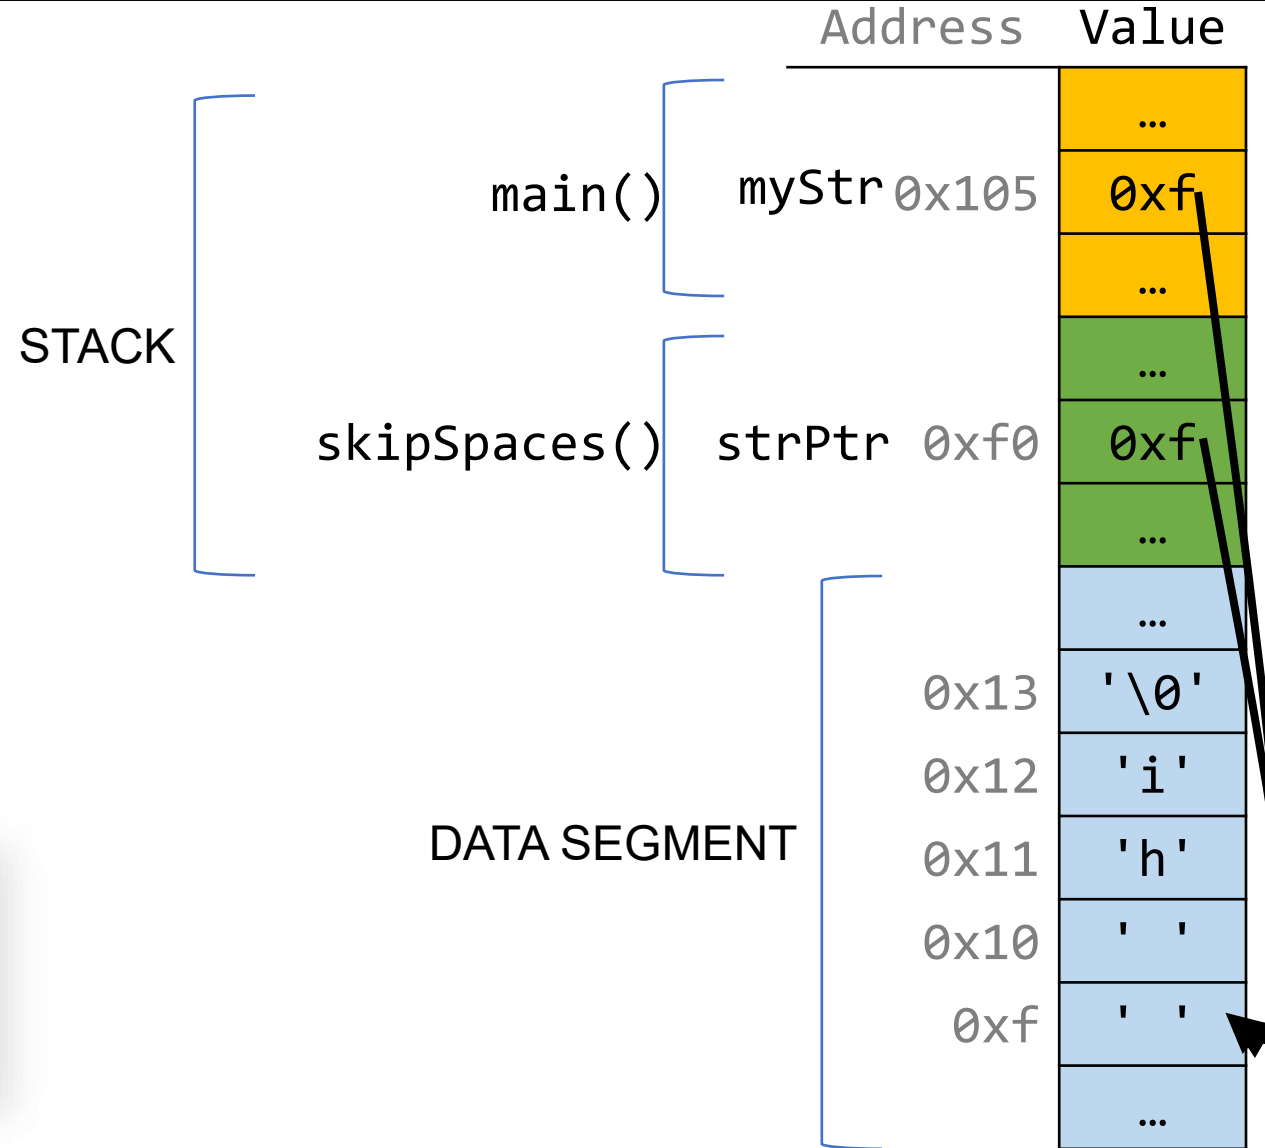 Address Value
…
main() myStr 0x105 0xf
…
STACK
…
skipSpaces() strPtr 0xf0 0xf
…
…
0x13 '\0'
0x12 'i'
DATA SEGMENT
0x11 'h'
0x10 ' '
0xf ' '
…